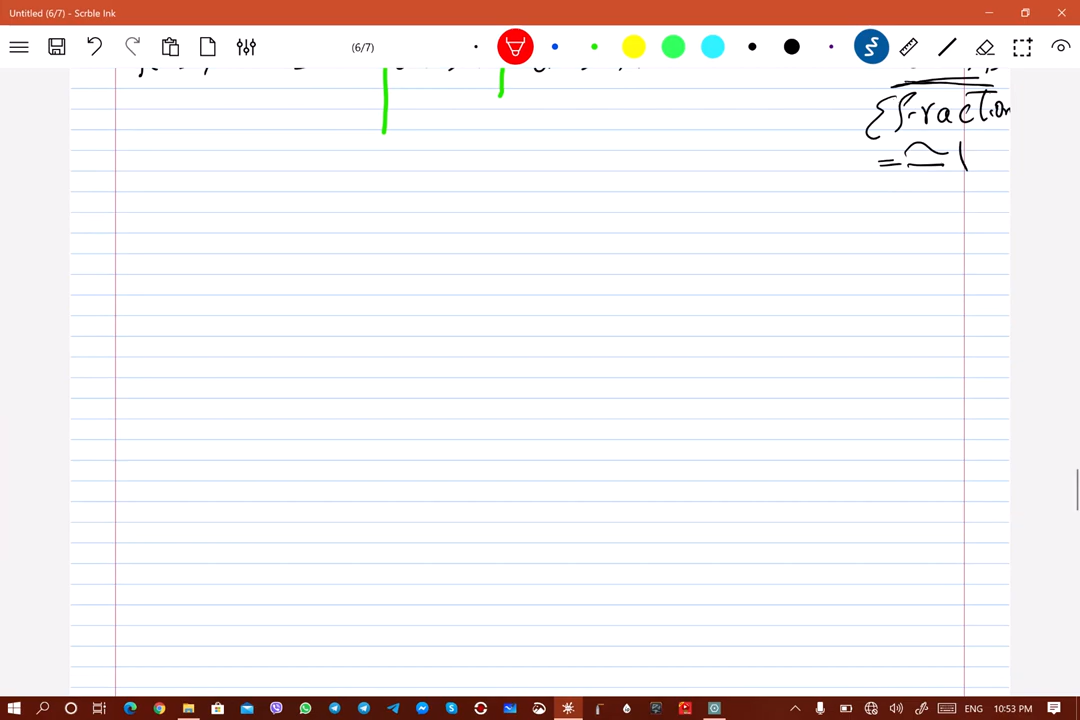 Untitled (6/7) - Scrble Ink
(6/7)
{fraction
= ≅ 1
ENG 10:53 PM